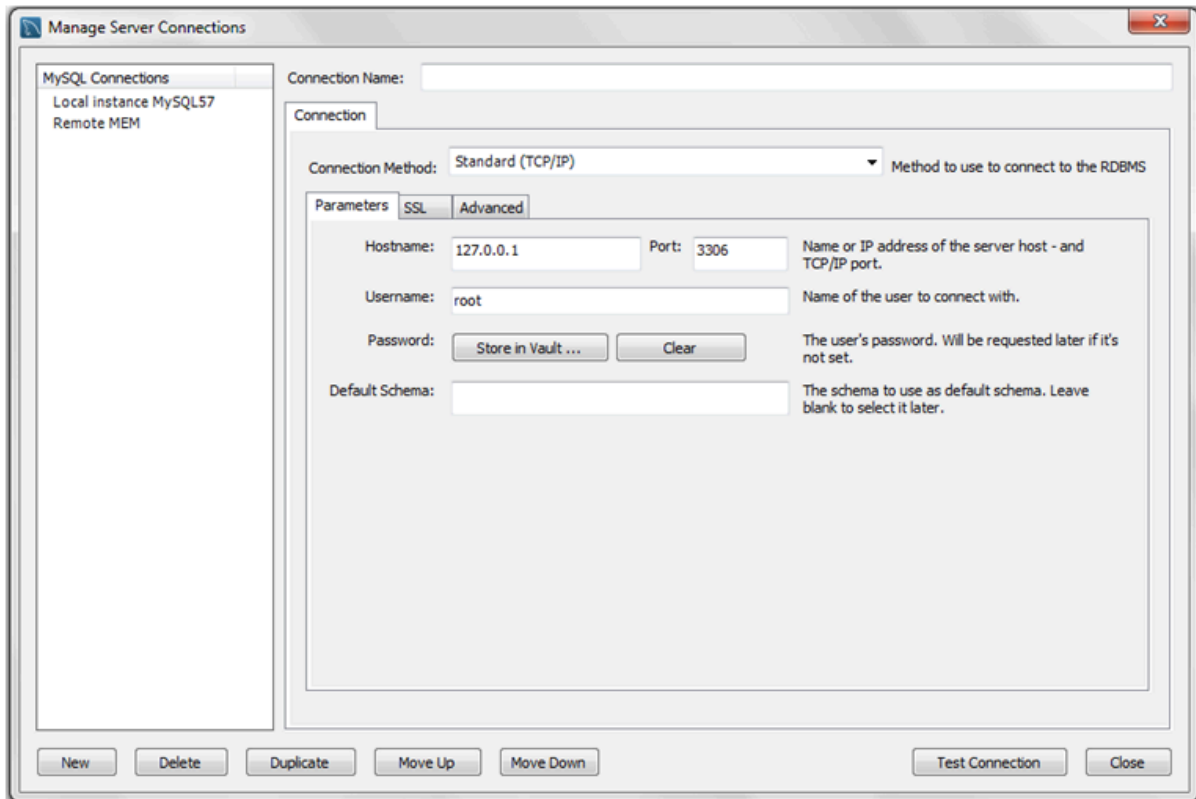 Manage Server Connections
MySQL Connections
Local instance MySQL57
Remote MEM
Connection Name:
Connection
Connection Method: Standard (TCP/IP) Method to use to connect to the RDBMS
Parameters SSL Advanced
Hostname: 127.0.0.1 Port: 3306 Name or IP address of the server host - and
TCP/IP port.
Username: root Name of the user to connect with.
Password: Store in Vault ... Clear The user's password. Will be requested later if it's
not set.
Default Schema: The schema to use as default schema. Leave
blank to select it later.
New Delete Duplicate Move Up Move Down Test Connection Close